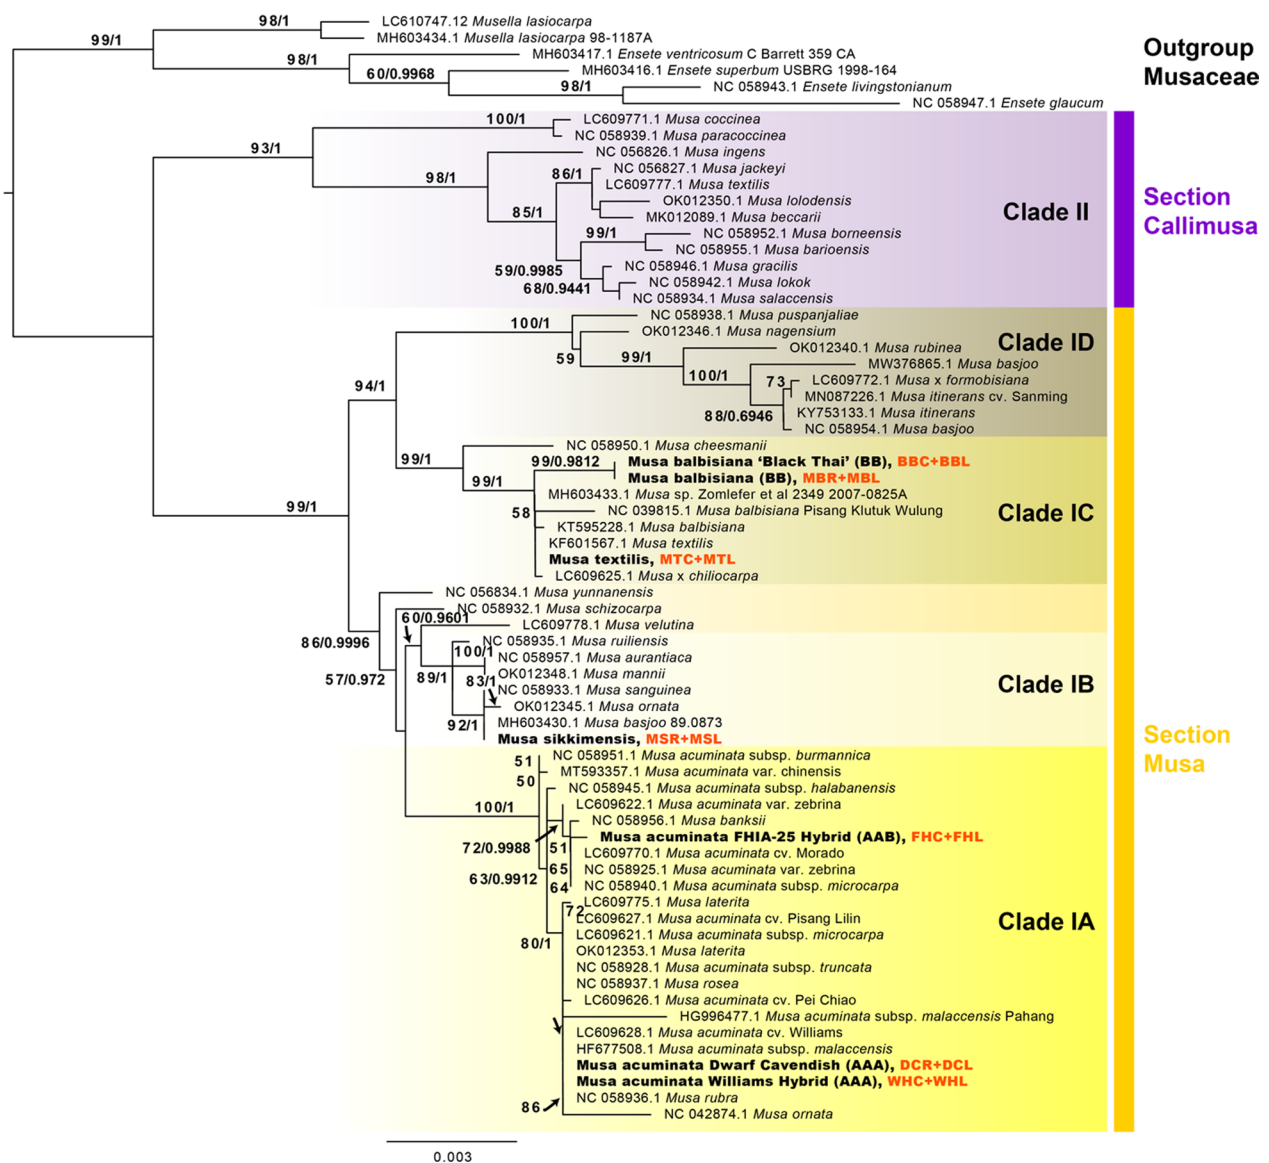 98/1
LC610747.12 Musella lasiocarpa
99/1
MH603434.1 Musella lasiocarpa 98-1187A
98/1
MH603417.1 Ensete ventricosum C Barrett 359 CA
60/0.9968
MH603416.1 Ensete superbum USBRG 1998-164
98/1
NC 058943.1 Ensete livingstonianum
NC 058947.1 Ensete glaucum
Outgroup
Musaceae
100/1
LC609771.1 Musa coccinea
NC 058939.1 Musa paracoccinea
93/1
NC 056826.1 Musa ingens
98/1
86/1
NC 056827.1 Musa jackeyi
LC609777.1 Musa textilis
OK012350.1 Musa lolodensis
85/1
MK012089.1 Musa beccarii
99/1
NC 058952.1 Musa borneensis
NC 058955.1 Musa barioensis
59/0.9985
NC 058946.1 Musa gracilis
68/0.9441
NC 058942.1 Musa lokok
NC 058934.1 Musa salaccensis
Clade II
Section
Callimusa
NC 058938.1 Musa puspanjaliae
100/1
OK012346.1 Musa nagensium
59
OK012340.1 Musa rubinea
99/1
MW376865.1 Musa basjoo
100/1
73
LC609772.1 Musa x formobisiana
94/1
MN087226.1 Musa itinerans cv. Sanming
88/0.6946
KY753133.1 Musa itinerans
NC 058954.1 Musa basjoo
Clade ID
NC 058950.1 Musa cheesmanii
99/1
99/0.9812
Musa balbisiana ‘Black Thai’ (BB), BBC+BBL
Musa balbisiana (BB), MBR+MBL
99/1
MH603433.1 Musa sp. Zomlefer et al 2349 2007-0825A
58
NC 039815.1 Musa balbisiana Pisang Klutuk Wulung
99/1
KT595228.1 Musa balbisiana
KF601567.1 Musa textilis
Musa textilis, MTC+MTL
LC609625.1 Musa x chiliocarpa
Clade IC
NC 056834.1 Musa yunnanensis
NC 058932.1 Musa schizocarpa
60/0.9601
LC609778.1 Musa velutina
86/0.9996
NC 058935.1 Musa ruiliensis
100/1
NC 058957.1 Musa aurantiaca
57/0.972
89/1
OK012348.1 Musa mannii
83/1
NC 058933.1 Musa sanguinea
OK012345.1 Musa ornata
92/1
MH603430.1 Musa basjoo 89.0873
Musa sikkimensis, MSR+MSL
Clade IB
Section
Musa
NC 058951.1 Musa acuminata subsp. burmannica
51
MT593357.1 Musa acuminata var. chinensis
50
NC 058945.1 Musa acuminata subsp. halabanensis
100/1
LC609622.1 Musa acuminata var. zebrina
NC 058956.1 Musa banksii
Musa acuminata FHIA-25 Hybrid (AAB), FHC+FHL
72/0.9988
51
LC609770.1 Musa acuminata cv. Morado
63/0.9912
65
NC 058925.1 Musa acuminata var. zebrina
64
NC 058940.1 Musa acuminata subsp. microcarpa
LC609775.1 Musa laterita
72
LC609627.1 Musa acuminata cv. Pisang Lilin
LC609621.1 Musa acuminata subsp. microcarpa
80/1
OK012353.1 Musa laterita
NC 058928.1 Musa acuminata subsp. truncata
NC 058937.1 Musa rosea
LC609626.1 Musa acuminata cv. Pei Chiao
HG996477.1 Musa acuminata subsp. malaccensis Pahang
LC609628.1 Musa acuminata cv. Williams
HF677508.1 Musa acuminata subsp. malaccensis
Musa acuminata Dwarf Cavendish (AAA), DCR+DCL
Musa acuminata Williams Hybrid (AAA), WHC+WHL
NC 058936.1 Musa rubra
86
NC 042874.1 Musa ornata
Clade IA
0.003